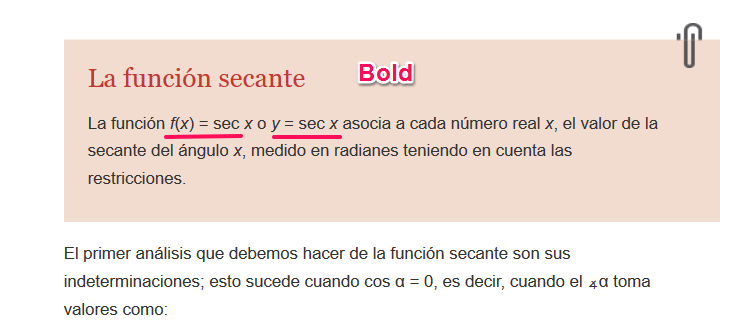 La función secante
Bold
La función f(x) = sec x o y = sec x asocia a cada número real x, el valor de la
secante del ángulo x, medido en radianes teniendo en cuenta las
restricciones.
El primer análisis que debemos hacer de la función secante son sus
indeterminaciones; esto sucede cuando cos α = 0, es decir, cuando el ∡α toma
valores como: